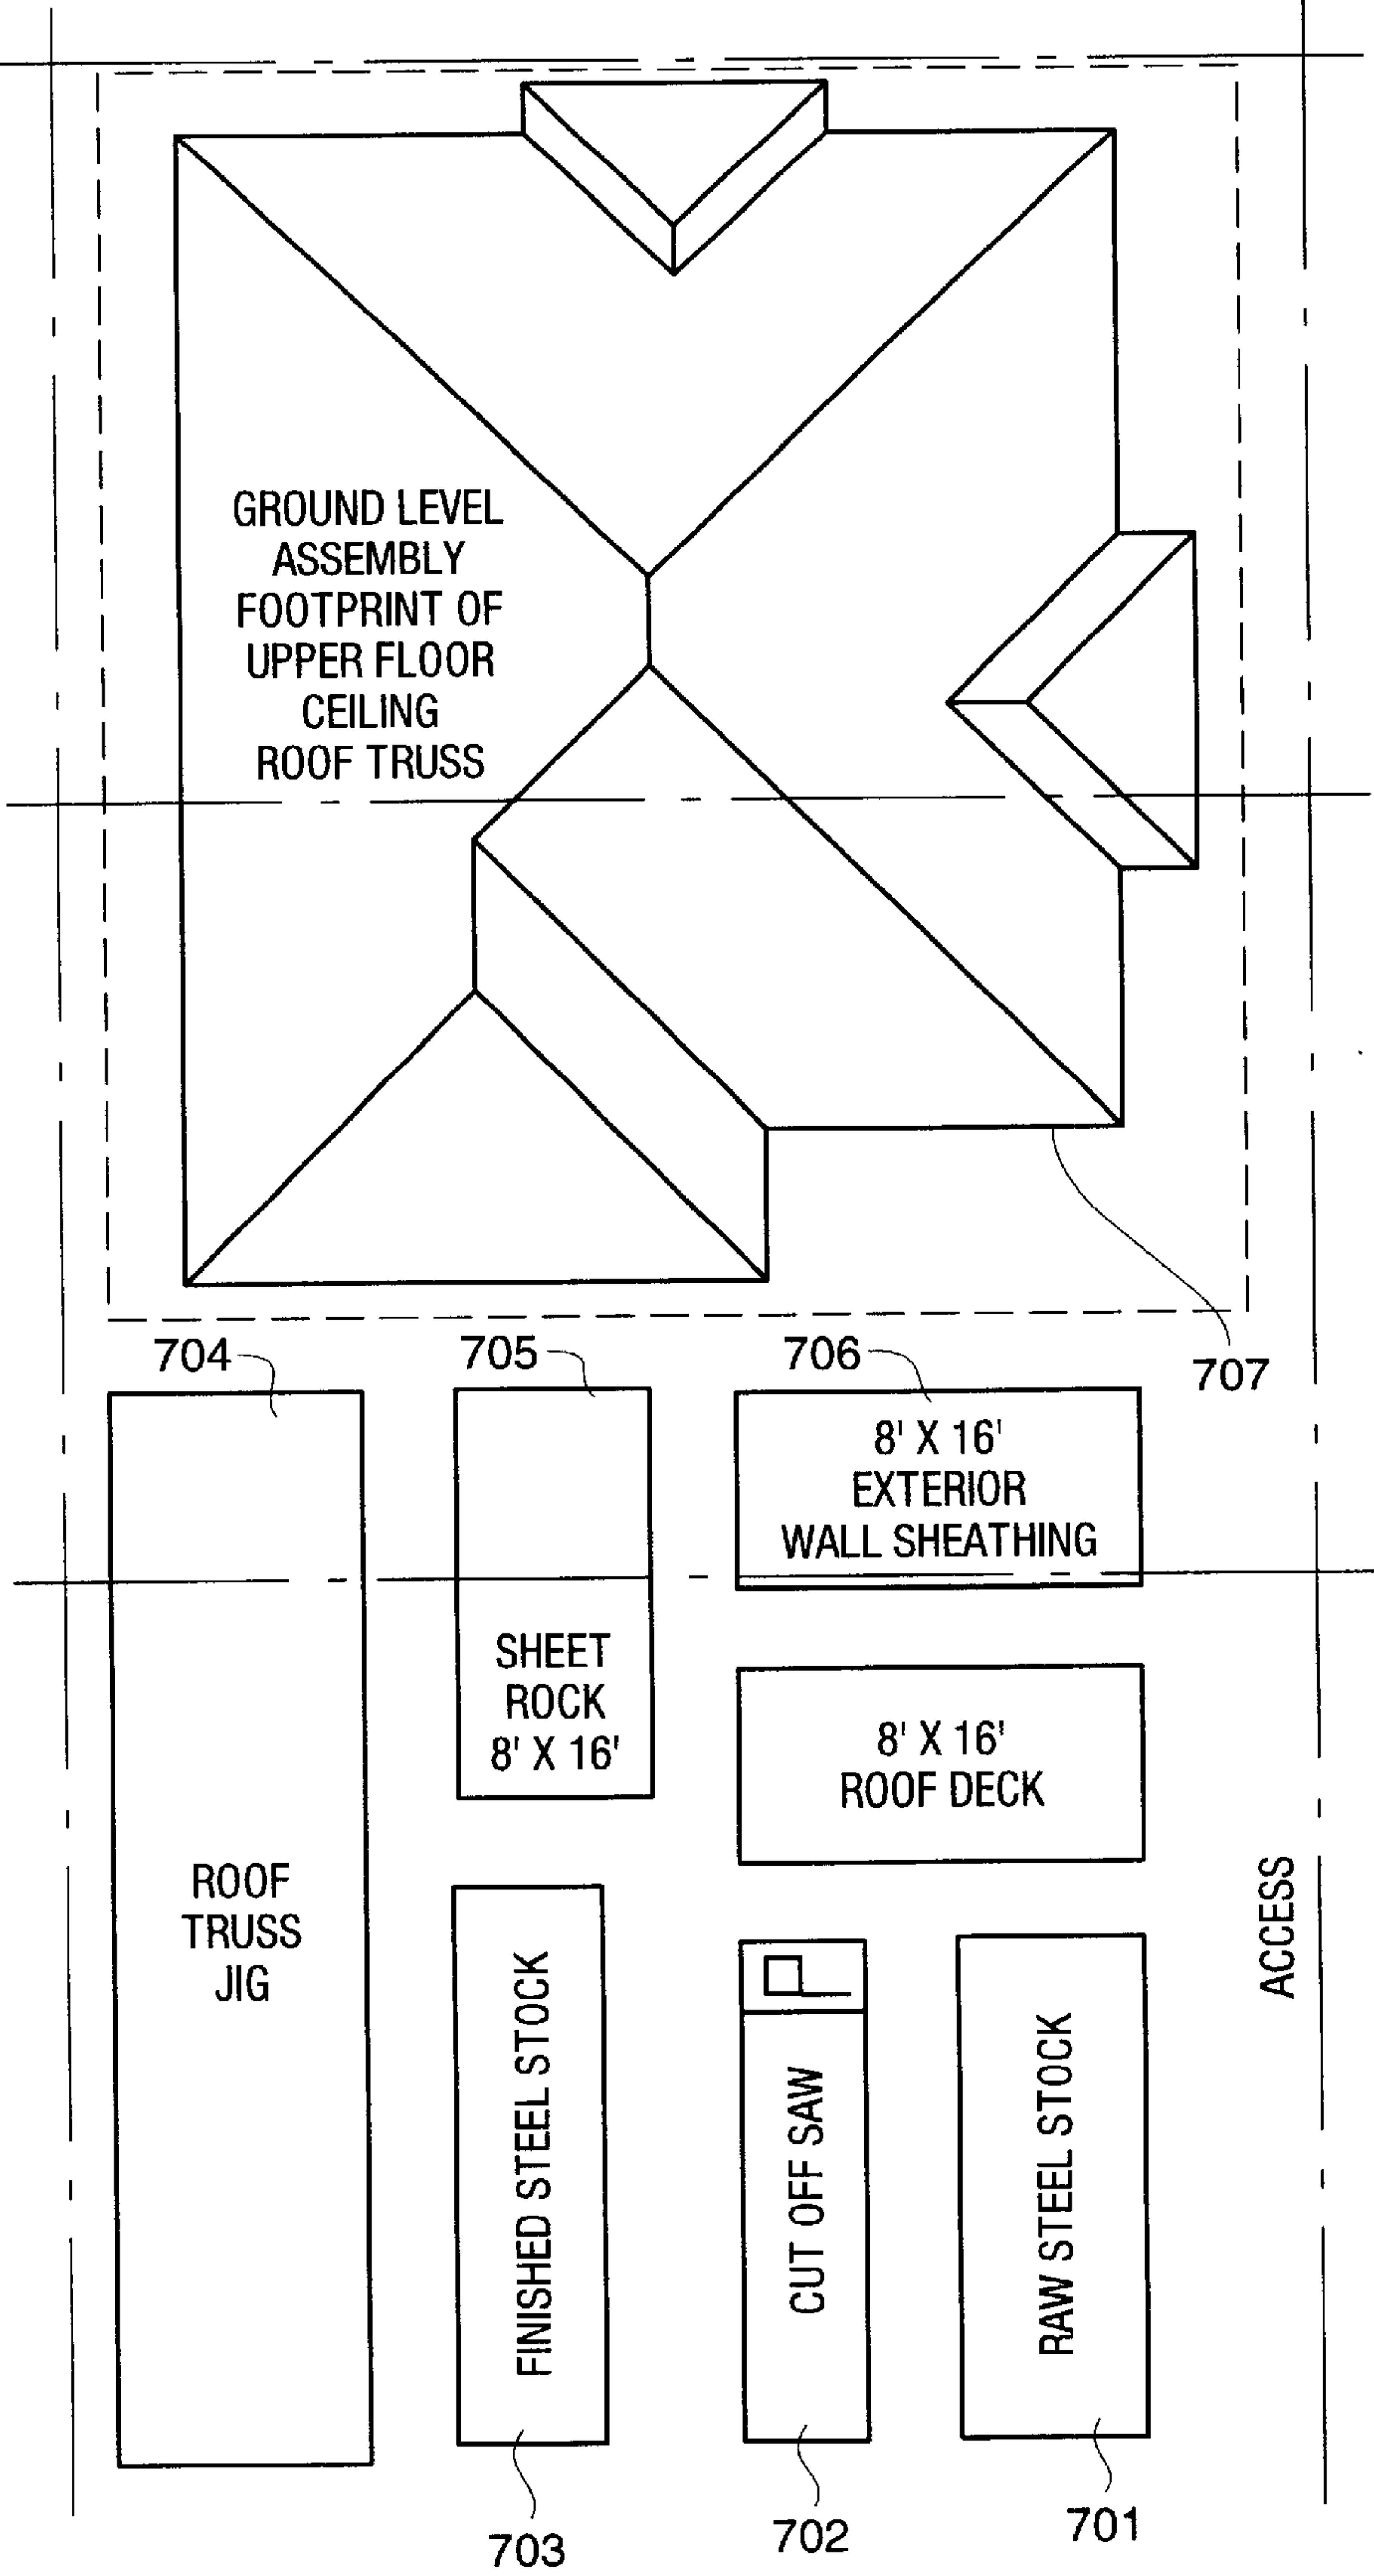 GROUND LEVEL
ASSEMBLY
FOOTPRINT OF
UPPER FLOOR
CEILING
ROOF TRUSS
704
705
706
707
8' X 16'
EXTERIOR
WALL SHEATHING
SHEET
ROCK
8' X 16'
8' X 16'
ROOF DECK
ROOF
TRUSS
JIG
FINISHED STEEL STOCK
CUT OFF SAW
RAW STEEL STOCK
ACCESS
703
702
701